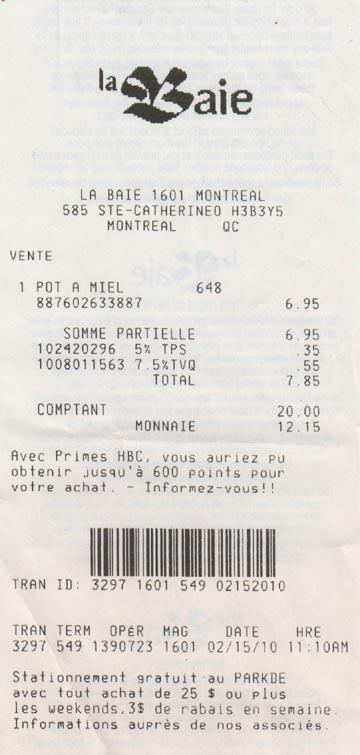 la Baie
LA BAIE 1601 MONTREAL
585 STE-CATHERINEO H3B3Y5
MONTREAL QC
VENTE
1 POT A MIEL 648
887602633887 6.95
SOMME PARTIELLE 6.95
102420296 5% TPS .35
1008011563 7.5%TVQ .55
TOTAL 7.85
COMPTANT 20.00
MONNAIE 12.15
Avec Primes HBC, vous auriez pu
obtenir jusqu'à 600 points pour
votre achat. - Informez-vous!!
TRAN ID: 3297 1601 549 02152010
TRAN TERM OPÉR MAG DATE HRE
3297 549 1390723 1601 02/15/10 11:10AM
Stationnement gratuit au PARKDE
avec tout achat de 25 $ ou plus
les weekends,3$ de rabais en semaine.
Informations auprès de nos associés.